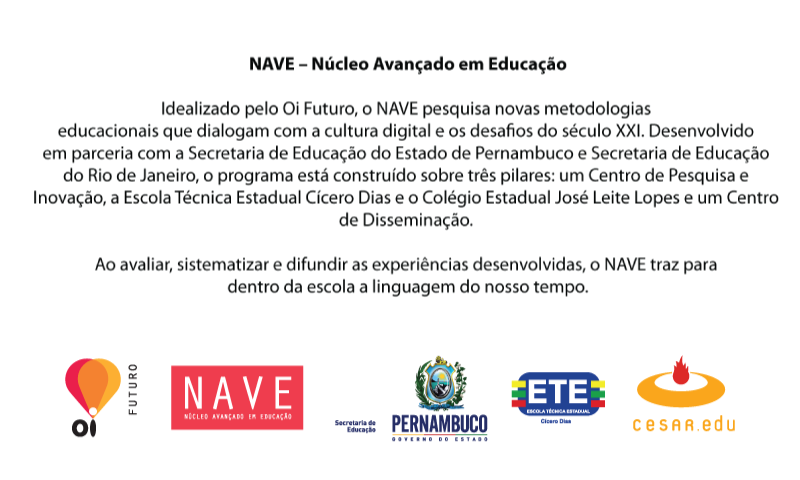 NAVE – Núcleo Avançado em Educação
Idealizado pelo Oi Futuro, o NAVE pesquisa novas metodologias
educacionais que dialogam com a cultura digital e os desafios do século XXI. Desenvolvido
em parceria com a Secretaria de Educação do Estado de Pernambuco e Secretaria de Educação
do Rio de Janeiro, o programa está construído sobre três pilares: um Centro de Pesquisa e
Inovação, a Escola Técnica Estadual Cícero Dias e o Colégio Estadual José Leite Lopes e um Centro
de Disseminação.
Ao avaliar, sistematizar e difundir as experiências desenvolvidas, o NAVE traz para
dentro da escola a linguagem do nosso tempo.
oi
FUTURO
NAVE
NÚCLEO AVANÇADO EM EDUCAÇÃO
Secretaria de
Educação
PERNAMBUCO
GOVERNO DO ESTADO
ETE
ESCOLA TÉCNICA ESTADUAL
Cícero Dias
CESAR.edu